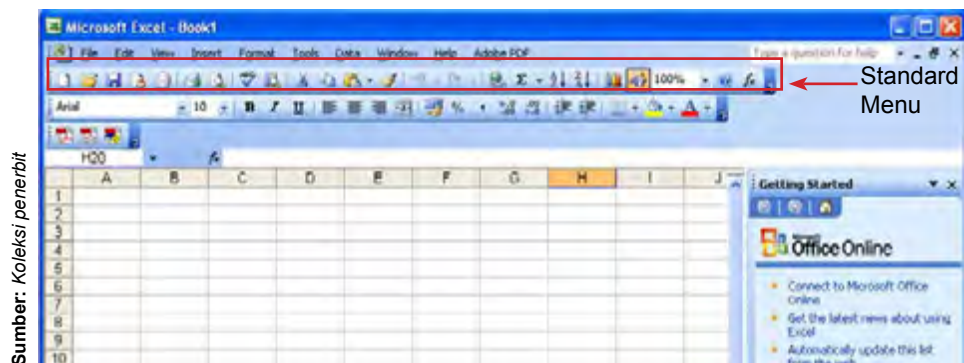 Microsoft Excel - Book1
File Edit View Insert Format Tools Data Window Help Adobe PDF Type a question for help
100%
Standard
Menu
Arial 10 B I U %
H20 fx
A B C D E F G H I J
1
2
3
4
5
6
7
8
9
10
Getting Started
Office Online
Connect to Microsoft Office
Online
Get the latest news about using
Excel
Automatically update this list
from the web
Sumber: Koleksi penerbit